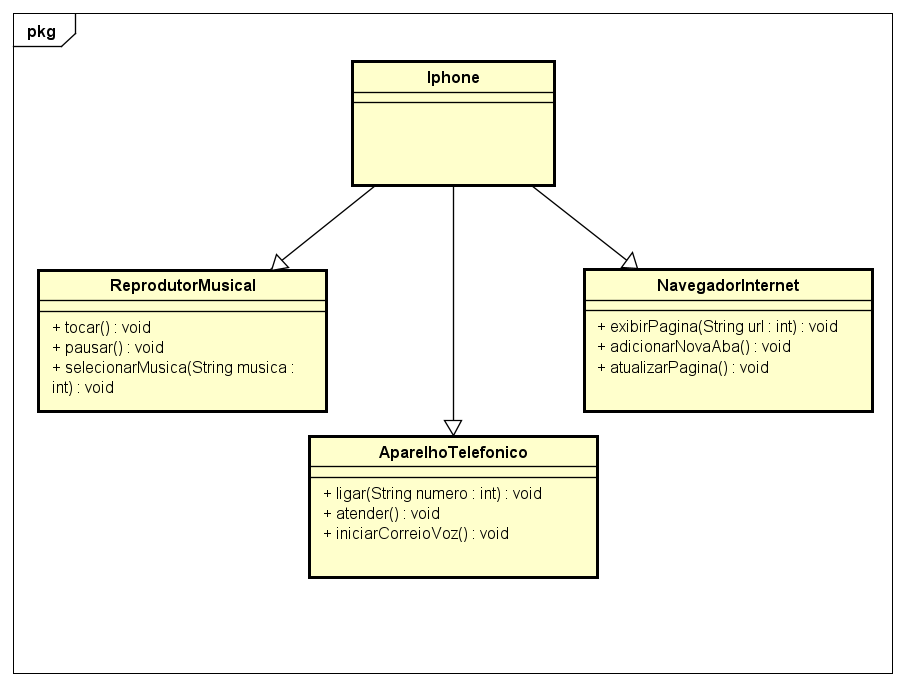 pkg
Iphone
ReprodutorMusical
+ tocar() : void
+ pausar() : void
+ selecionarMusica(String musica :
int) : void
NavegadorInternet
+ exibirPagina(String url : int) : void
+ adicionarNovaAba() : void
+ atualizarPagina() : void
AparelhoTelefonico
+ ligar(String numero : int) : void
+ atender() : void
+ iniciarCorreioVoz() : void